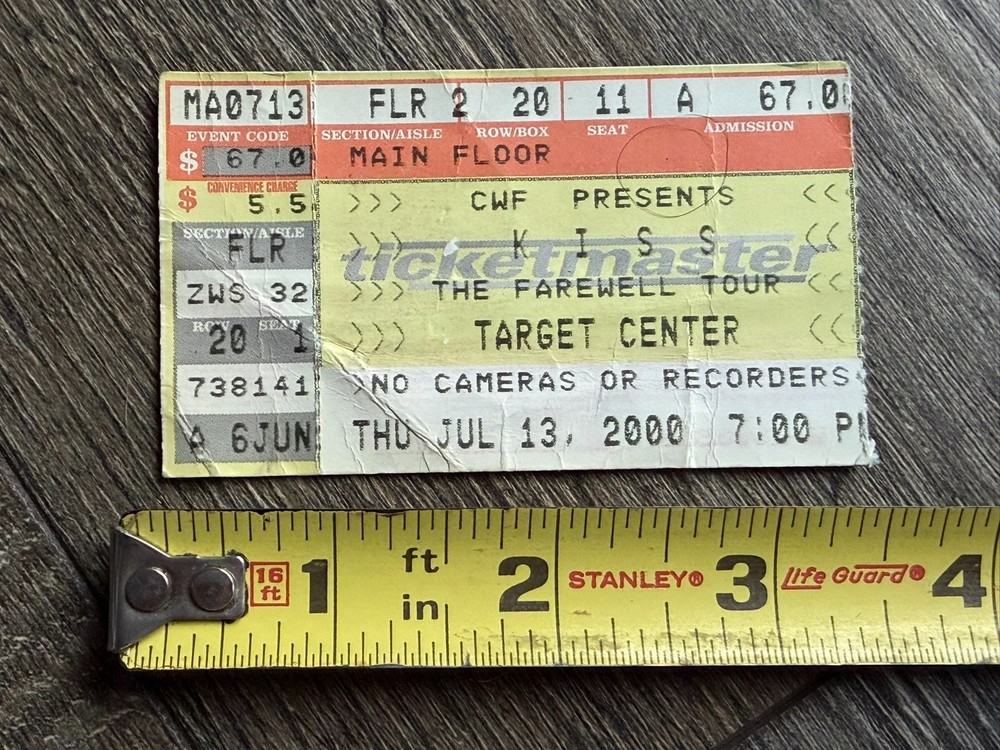 MA0713 FLR 2 20 11 A 67.0
EVENT CODE SECTION/AISLE ROW/BOX SEAT ADMISSION
$ 67.0 MAIN FLOOR
CONVENIENCE CHARGE
$ 5.5 >>> CWF PRESENTS <<
SECTION/AISLE
FLR >>> K I S S <<
ticketmaster
ZWS 32 >>> THE FAREWELL TOUR <<
ROW SEAT
20 1 >>> TARGET CENTER <<
738141 >NO CAMERAS OR RECORDERS<
A 6JUN THU JUL 13, 2000 7:00 P
16 ft 1 ft in 2 STANLEY® 3 Life Guard® 4